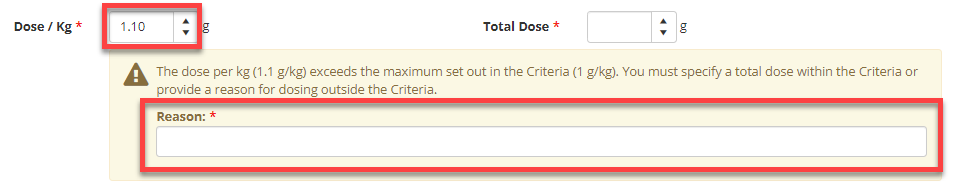 Dose / Kg * 1.10 g Total Dose * g
The dose per kg (1.1 g/kg) exceeds the maximum set out in the Criteria (1 g/kg). You must specify a total dose within the Criteria or
provide a reason for dosing outside the Criteria.
Reason: *